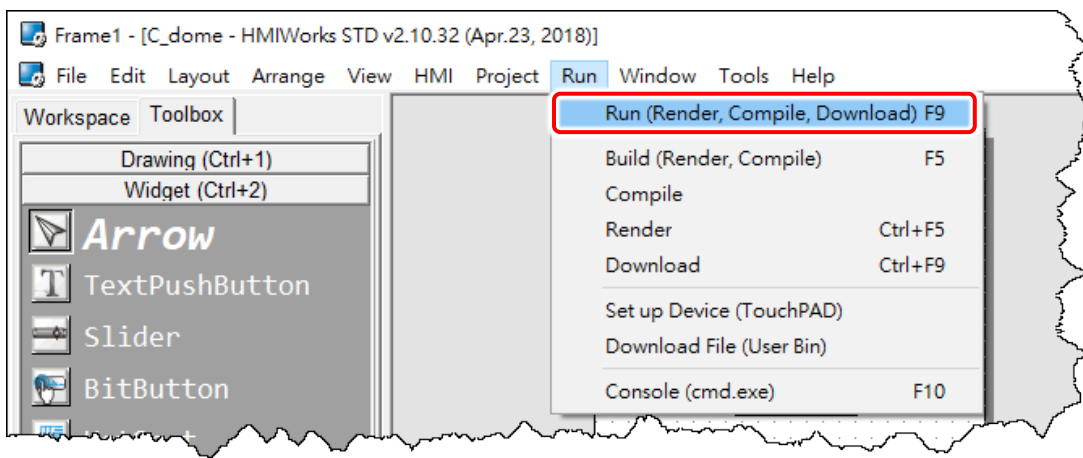 Frame1 - [C_dome - HMIWorks STD v2.10.32 (Apr.23, 2018)]
File Edit Layout Arrange View HMI Project Run Window Tools Help
Workspace Toolbox
Drawing (Ctrl+1)
Widget (Ctrl+2)
Arrow
TextPushButton
Slider
BitButton
Run (Render, Compile, Download) F9
Build (Render, Compile) F5
Compile
Render Ctrl+F5
Download Ctrl+F9
Set up Device (TouchPAD)
Download File (User Bin)
Console (cmd.exe) F10